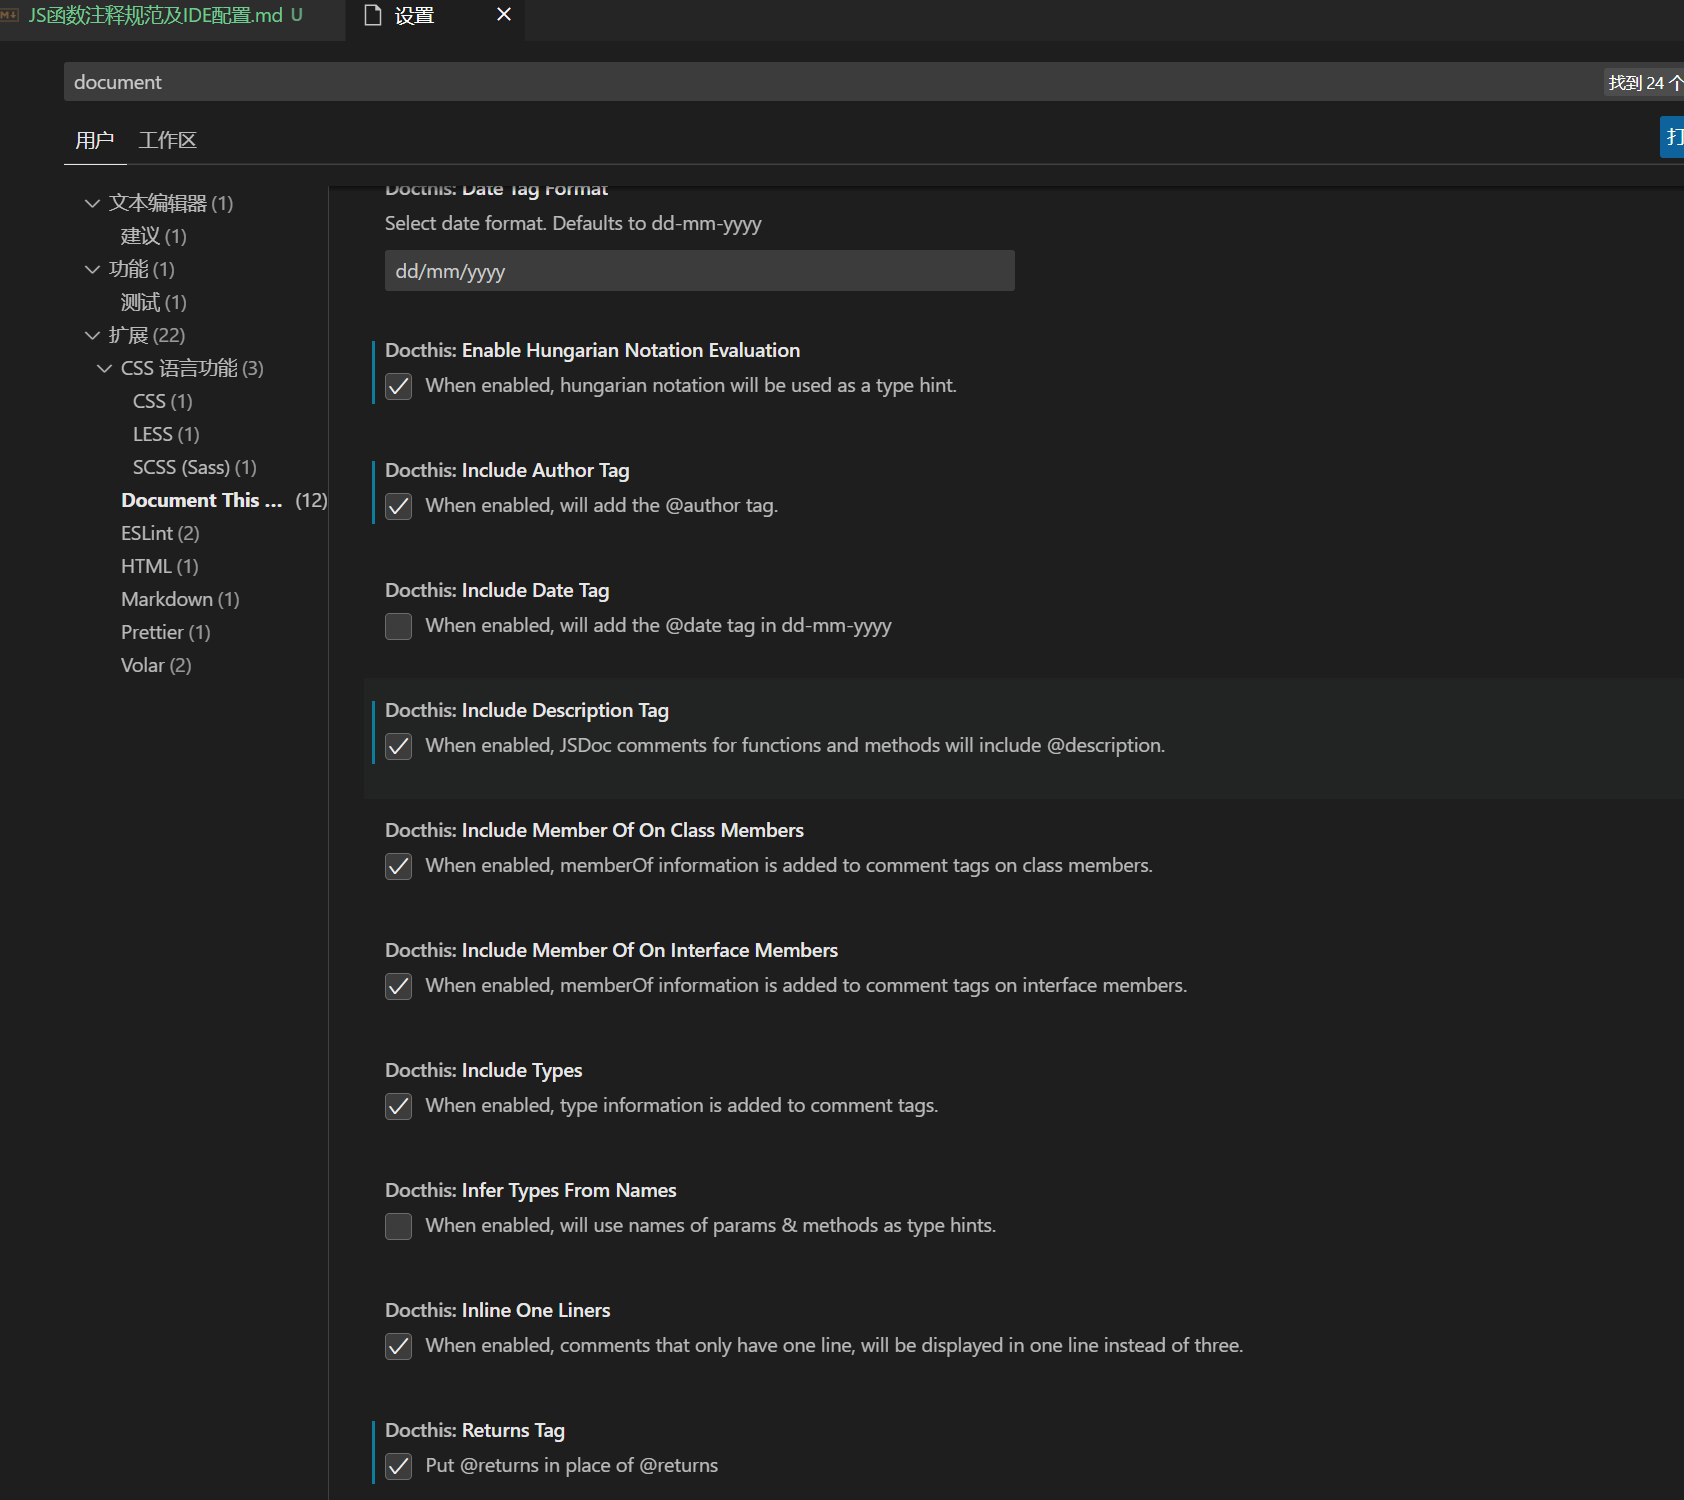 JS函数注释规范及IDE配置.md U
设置
document
找到 24 个
用户 工作区
打
文本编辑器 (1)
建议 (1)
功能 (1)
测试 (1)
扩展 (22)
CSS 语言功能 (3)
CSS (1)
LESS (1)
SCSS (Sass) (1)
Document This ... (12)
ESLint (2)
HTML (1)
Markdown (1)
Prettier (1)
Volar (2)
Docthis: Date Tag Format
Select date format. Defaults to dd-mm-yyyy
dd/mm/yyyy
Docthis: Enable Hungarian Notation Evaluation
When enabled, hungarian notation will be used as a type hint.
Docthis: Include Author Tag
When enabled, will add the @author tag.
Docthis: Include Date Tag
When enabled, will add the @date tag in dd-mm-yyyy
Docthis: Include Description Tag
When enabled, JSDoc comments for functions and methods will include @description.
Docthis: Include Member Of On Class Members
When enabled, memberOf information is added to comment tags on class members.
Docthis: Include Member Of On Interface Members
When enabled, memberOf information is added to comment tags on interface members.
Docthis: Include Types
When enabled, type information is added to comment tags.
Docthis: Infer Types From Names
When enabled, will use names of params & methods as type hints.
Docthis: Inline One Liners
When enabled, comments that only have one line, will be displayed in one line instead of three.
Docthis: Returns Tag
Put @returns in place of @returns